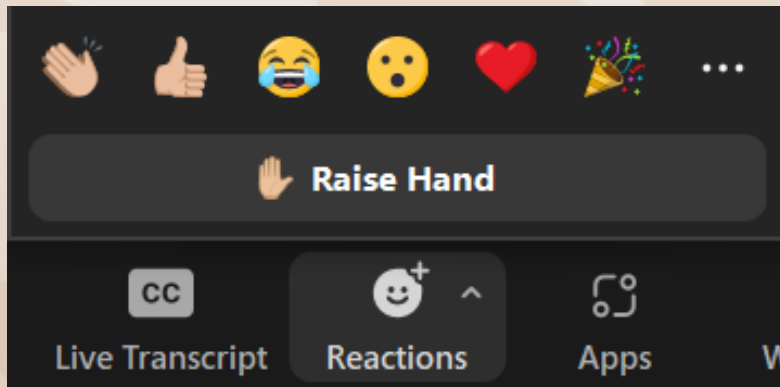 Raise Hand
CC
Live Transcript
Reactions
Apps